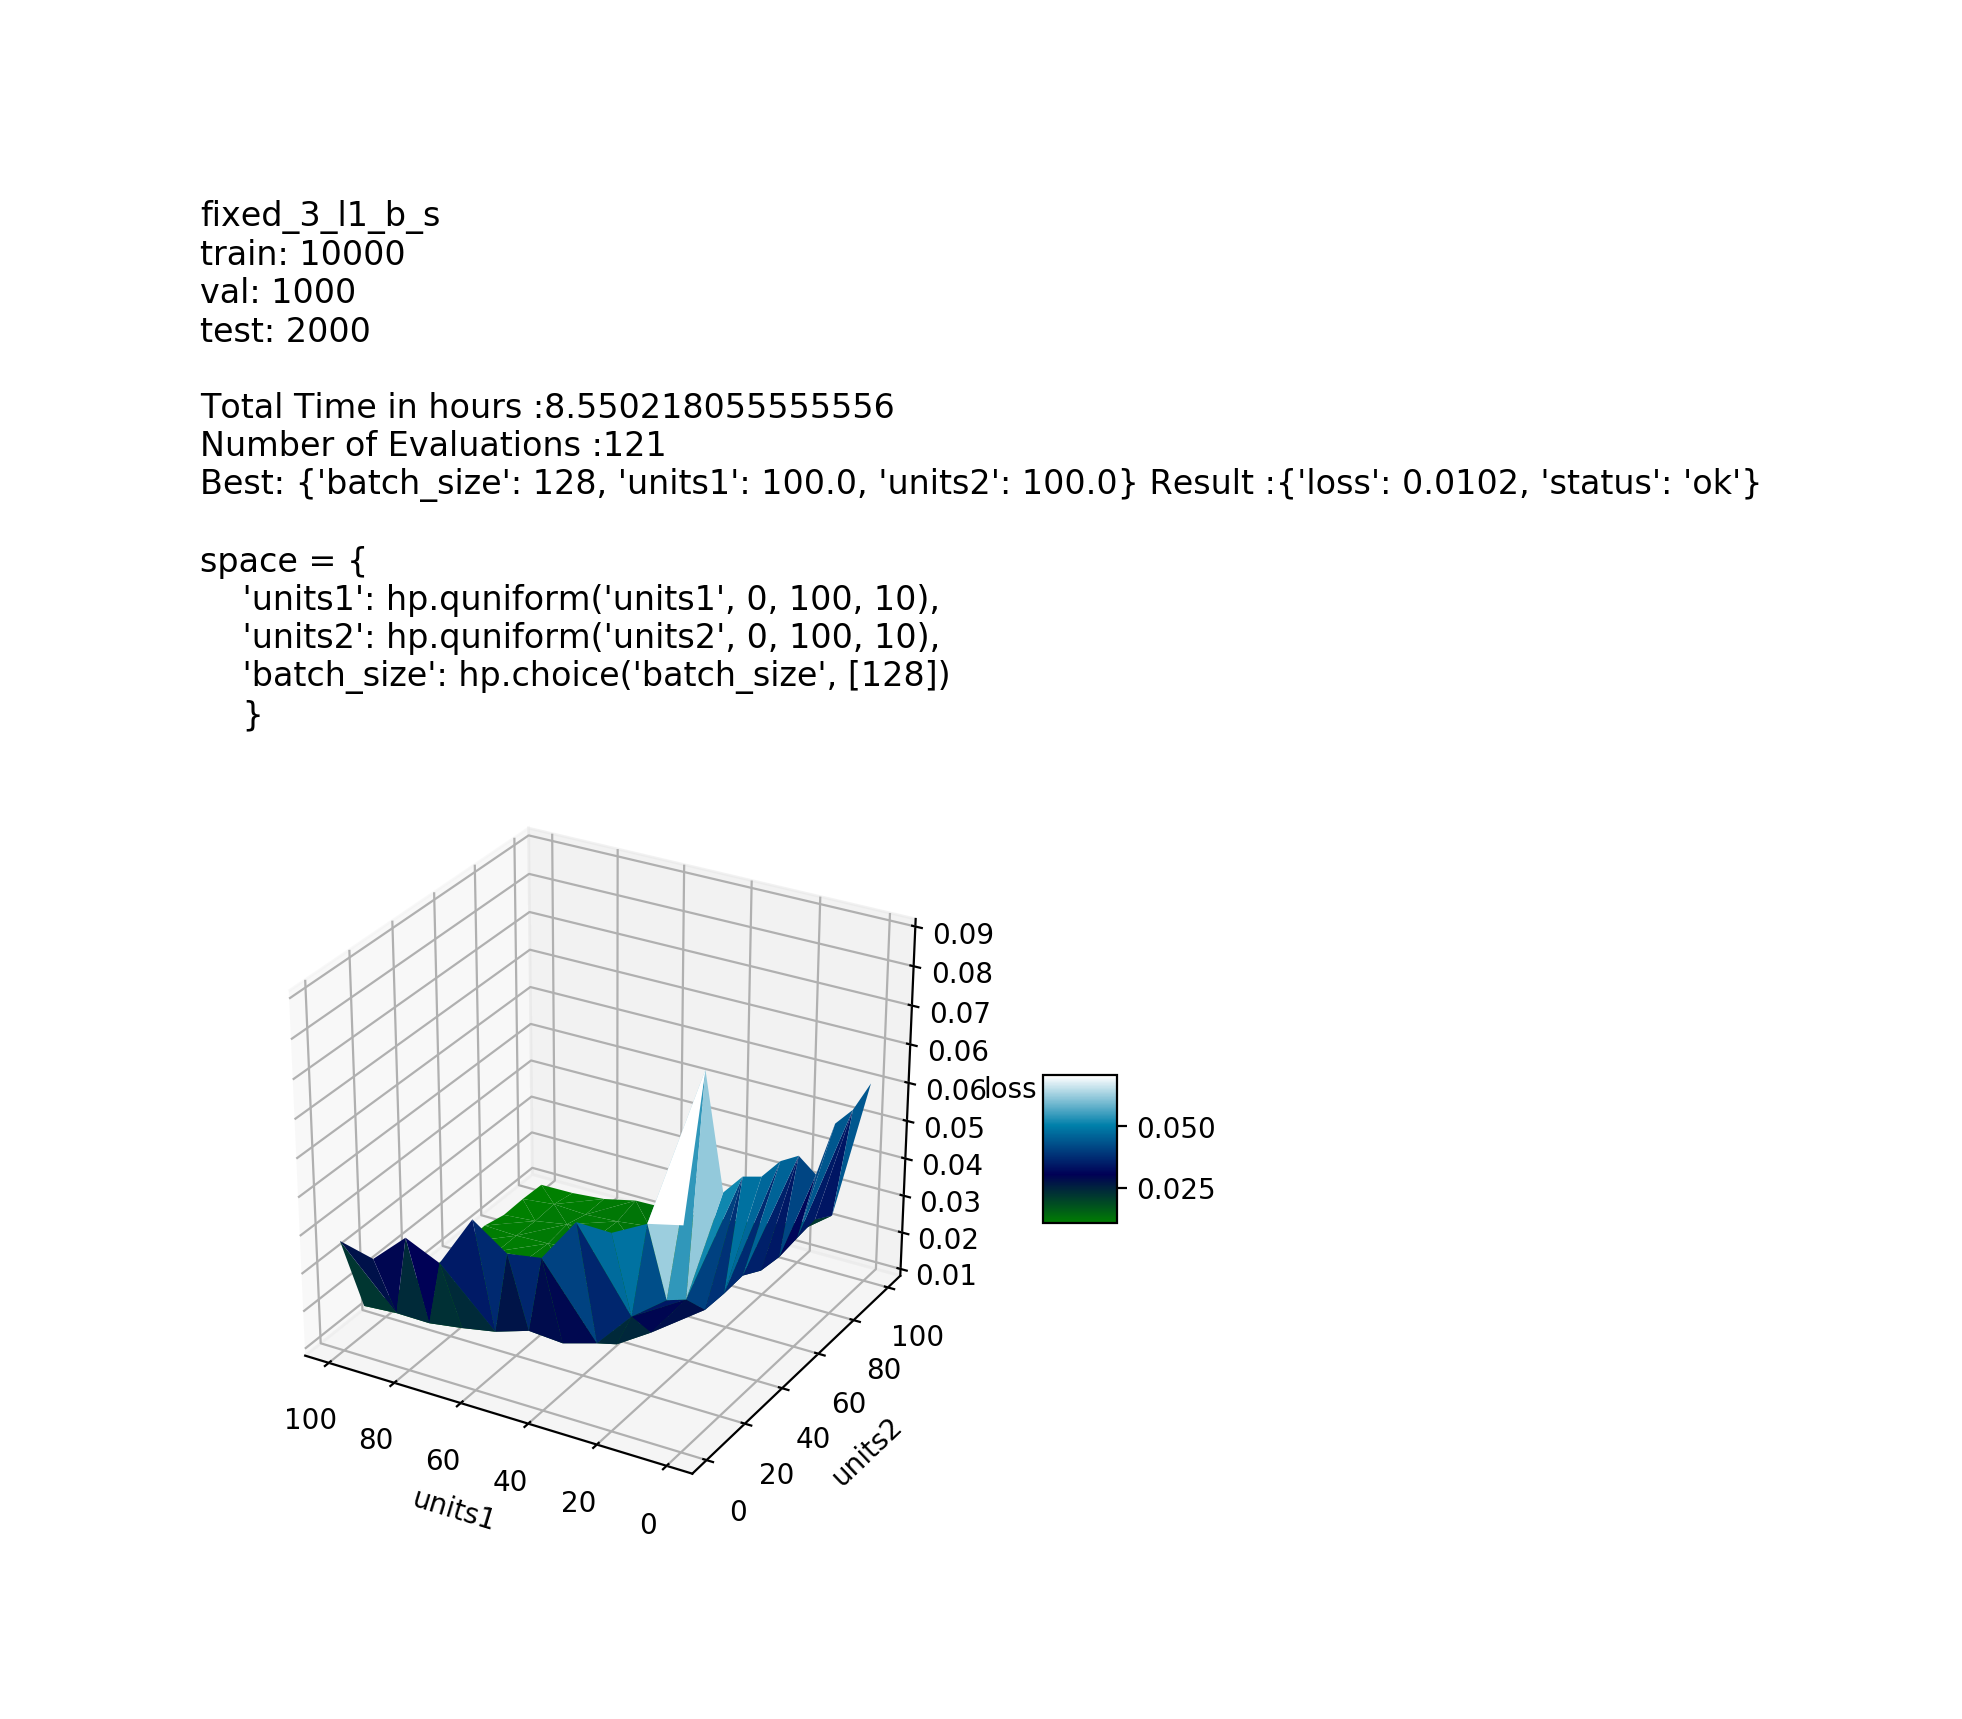 fixed_3_l1_b_s
train: 10000
val: 1000
test: 2000
Total Time in hours :8.550218055555556
Number of Evaluations :121
Best: {'batch_size': 128, 'units1': 100.0, 'units2': 100.0} Result :{'loss': 0.0102, 'status': 'ok'}
space = {
'units1': hp.quniform('units1', 0, 100, 10),
'units2': hp.quniform('units2', 0, 100, 10),
'batch_size': hp.choice('batch_size', [128])
}
0.09
0.08
0.07
0.06
0.06
loss
0.05
0.04
0.03
0.02
0.01
0.050
0.025
100
80
60
40
20
0
units1
100
80
60
40
20
0
units2